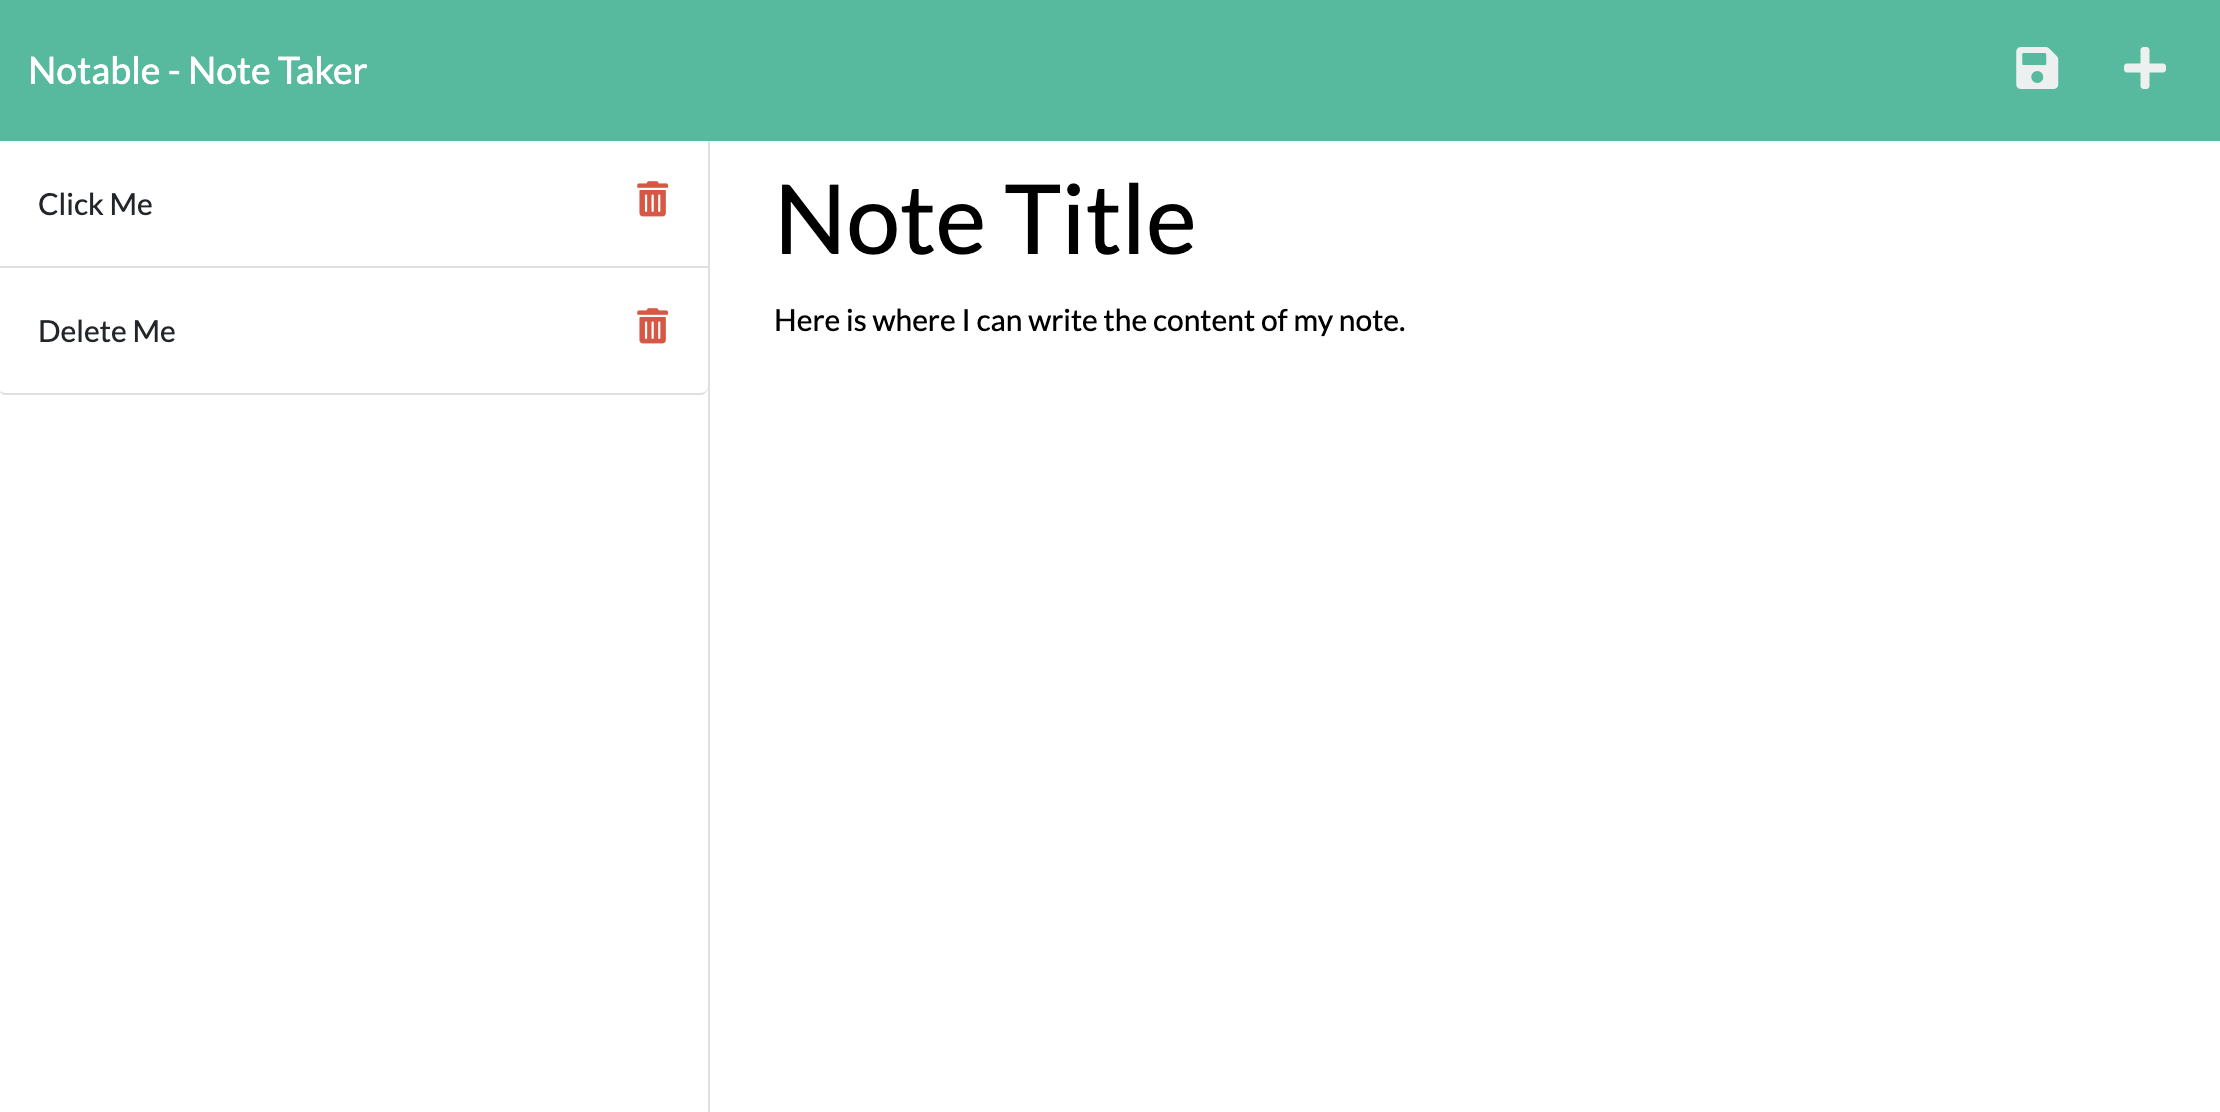 Notable - Note Taker
Click Me
Delete Me
Note Title
Here is where I can write the content of my note.